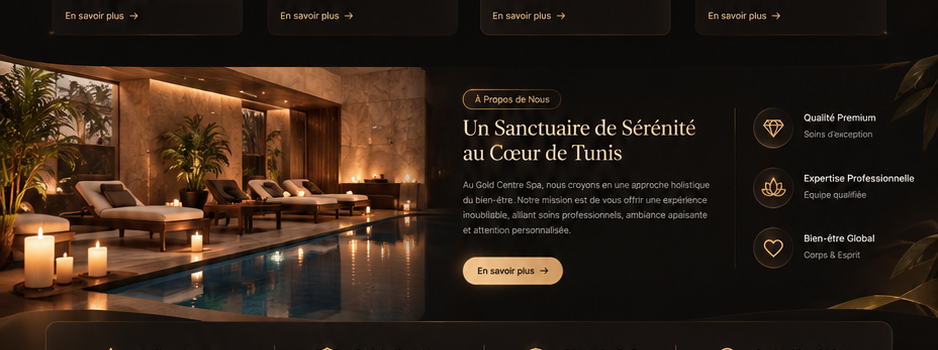 En savoir plus →
En savoir plus →
En savoir plus →
En savoir plus →
À Propos de Nous
Un Sanctuaire de Sérénité
au Cœur de Tunis
Au Gold Centre Spa, nous croyons en une approche holistique
du bien-être. Notre mission est de vous offrir une expérience
inoubliable, alliant soins professionnels, ambiance apaisante
et attention personnalisée.
En savoir plus →
Qualité Premium
Soins d'exception
Expertise Professionnelle
Equipe qualifiée
Bien-être Global
Corps & Esprit